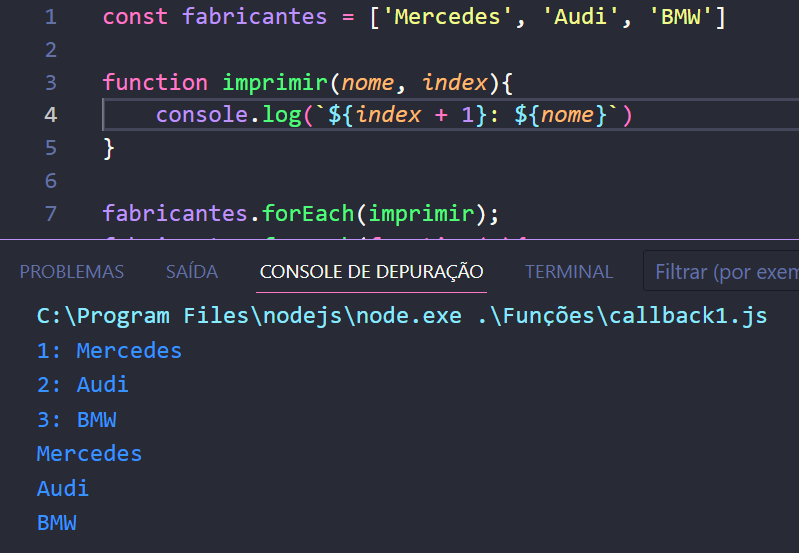 1 const fabricantes = ['Mercedes', 'Audi', 'BMW']
2
3 function imprimir(nome, index){
4 console.log(`${index + 1}: ${nome}`)
5 }
6
7 fabricantes.forEach(imprimir);
PROBLEMAS SAÍDA CONSOLE DE DEPURAÇÃO TERMINAL Filtrar (por exem
C:\Program Files\nodejs\node.exe .\Funções\callback1.js
1: Mercedes
2: Audi
3: BMW
Mercedes
Audi
BMW